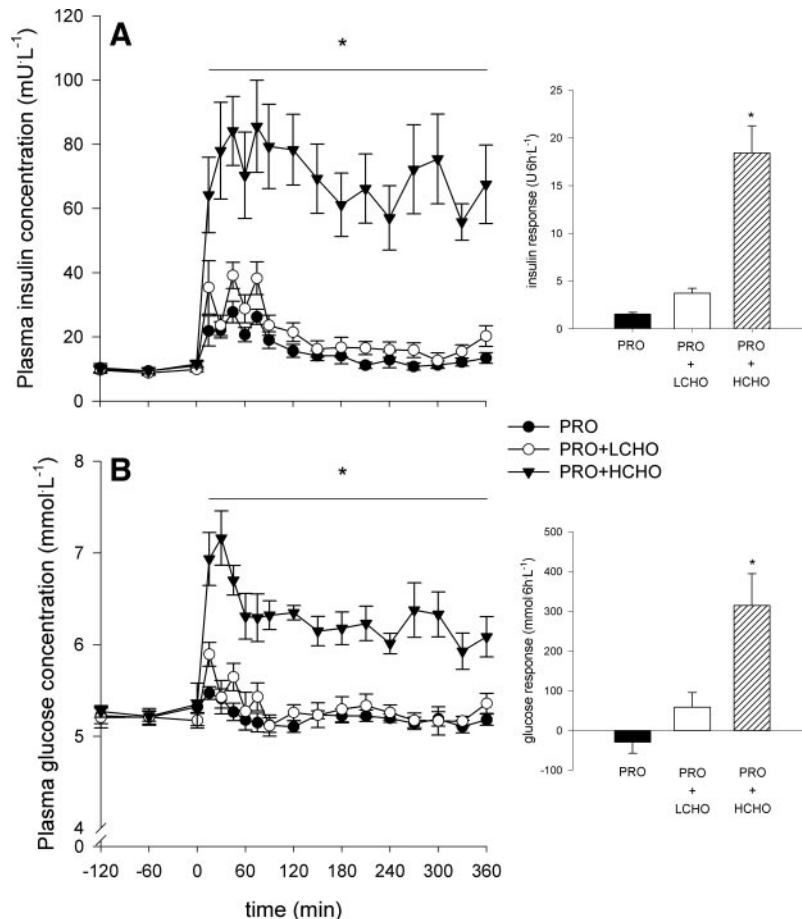 A
Plasma insulin concentration (mU·L-1)
120
100
80
60
40
20
0
*
insulin response (U·6h·L-1)
25
20
15
10
5
0
*
PRO
PRO
+
LCHO
PRO
+
HCHO
PRO
PRO+LCHO
PRO+HCHO
B
Plasma glucose concentration (mmol·L-1)
8
7
6
5
4
0
*
-120
-60
0
60
120
180
240
300
360
time (min)
glucose response (mmol·6h·L-1)
500
400
300
200
100
0
-100
*
PRO
PRO
+
LCHO
PRO
+
HCHO